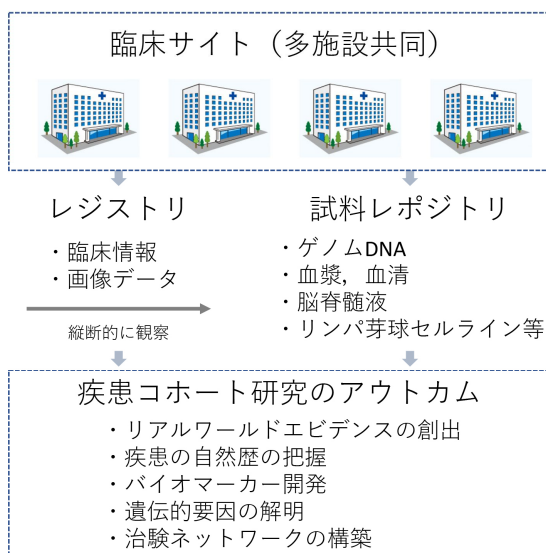 臨床サイト（多施設共同）
レジストリ
・臨床情報
・画像データ
縦断的に観察
試料レポジトリ
・ゲノムDNA
・血漿，血清
・脳脊髄液
・リンパ芽球セルライン等
疾患コホート研究のアウトカム
・リアルワールドエビデンスの創出
・疾患の自然歴の把握
・バイオマーカー開発
・遺伝的要因の解明
・治験ネットワークの構築